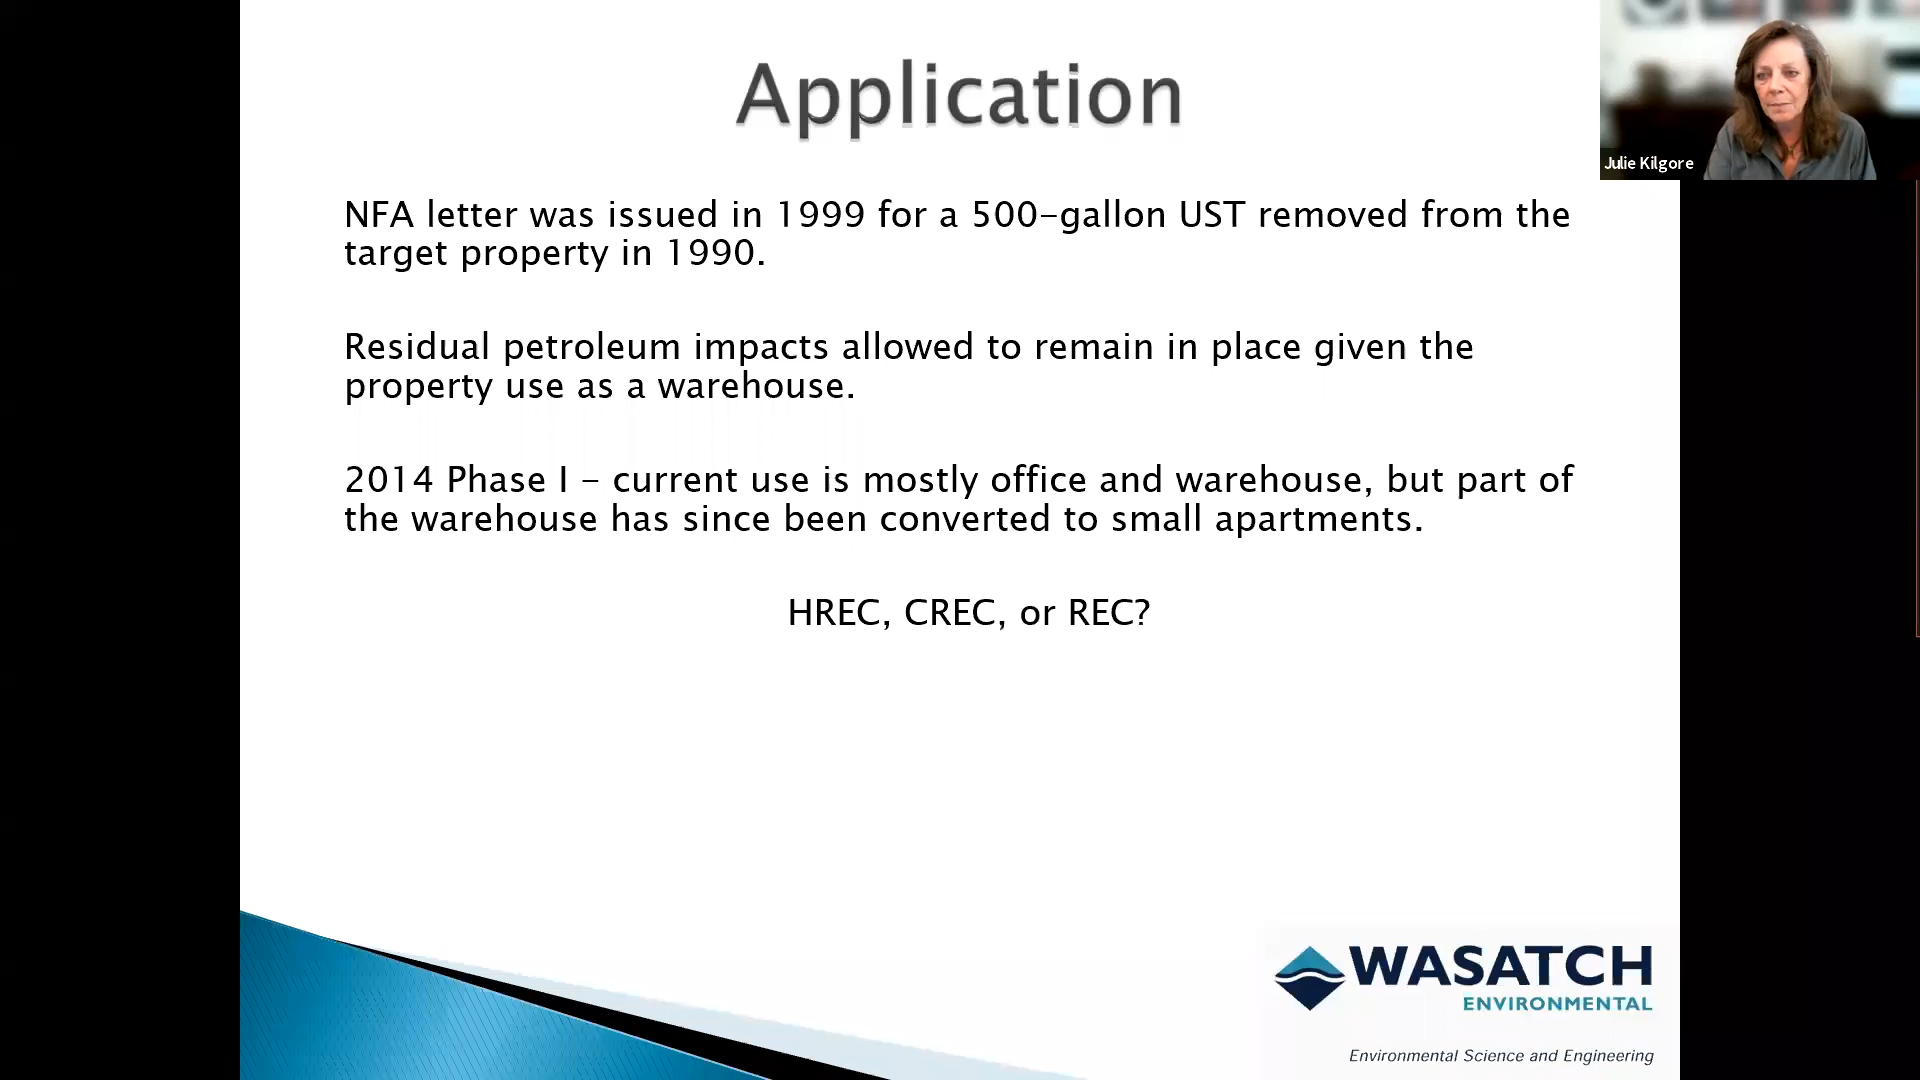 Application
Julie Kilgore
NFA letter was issued in 1999 for a 500-gallon UST removed from the
target property in 1990.
Residual petroleum impacts allowed to remain in place given the
property use as a warehouse.
2014 Phase I - current use is mostly office and warehouse, but part of
the warehouse has since been converted to small apartments.
HREC, CREC, or REC?
WASATCH
ENVIRONMENTAL
Environmental Science and Engineering